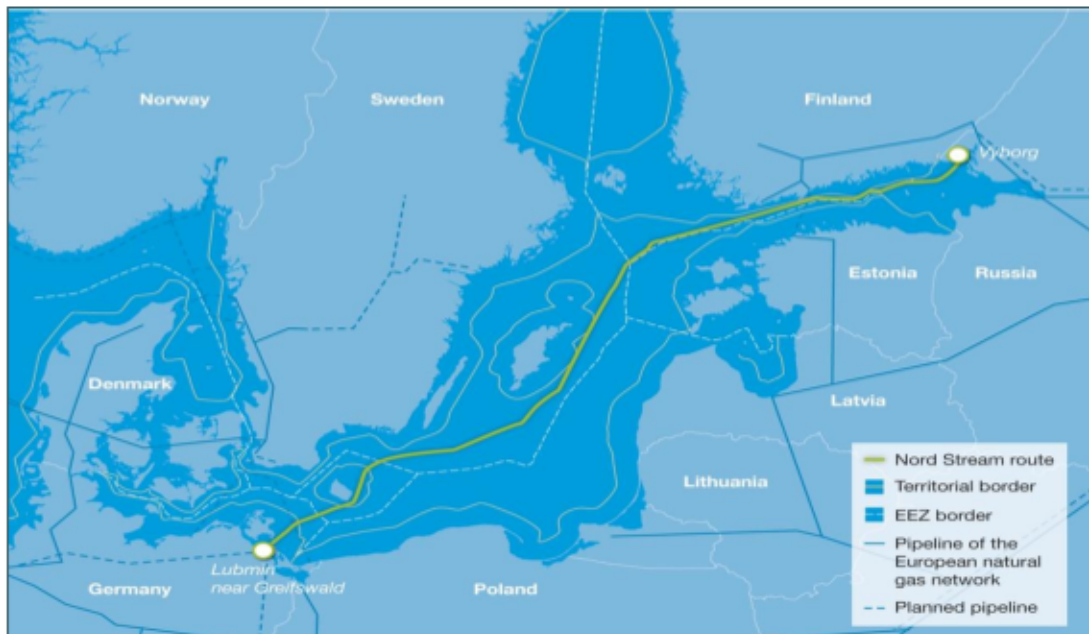 Norway
Sweden
Finland
Vyborg
Estonia
Russia
Denmark
Latvia
Lithuania
Lubmin
near Greifswald
Germany
Poland
Nord Stream route
Territorial border
EEZ border
Pipeline of the
European natural
gas network
Planned pipeline